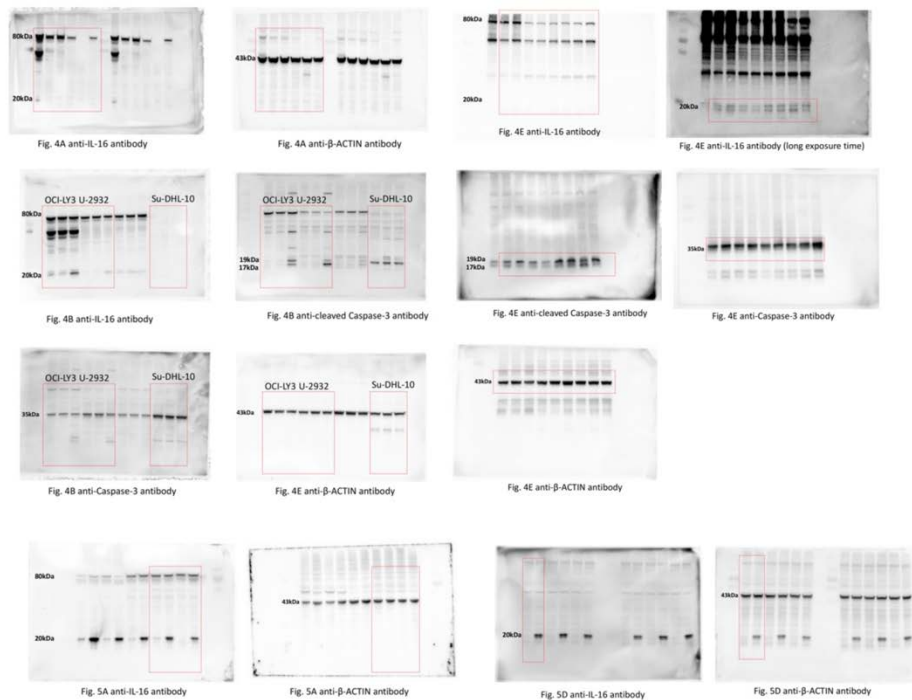 80kDa
20kDa
Fig. 4A anti-IL-16 antibody
43kDa
Fig. 4A anti-β-ACTIN antibody
80kDa
20kDa
Fig. 4E anti-IL-16 antibody
20kDa
Fig. 4E anti-IL-16 antibody (long exposure time)
OCI-LY3 U-2932 Su-DHL-10
80kDa
20kDa
Fig. 4B anti-IL-16 antibody
OCI-LY3 U-2932 Su-DHL-10
19kDa
17kDa
Fig. 4B anti-cleaved Caspase-3 antibody
19kDa
17kDa
Fig. 4E anti-cleaved Caspase-3 antibody
35kDa
Fig. 4E anti-Caspase-3 antibody
OCI-LY3 U-2932 Su-DHL-10
35kDa
Fig. 4B anti-Caspase-3 antibody
OCI-LY3 U-2932 Su-DHL-10
43kDa
Fig. 4E anti-β-ACTIN antibody
43kDa
Fig. 4E anti-β-ACTIN antibody
80kDa
20kDa
Fig. 5A anti-IL-16 antibody
43kDa
Fig. 5A anti-β-ACTIN antibody
20kDa
Fig. 5D anti-IL-16 antibody
43kDa
Fig. 5D anti-β-ACTIN antibody